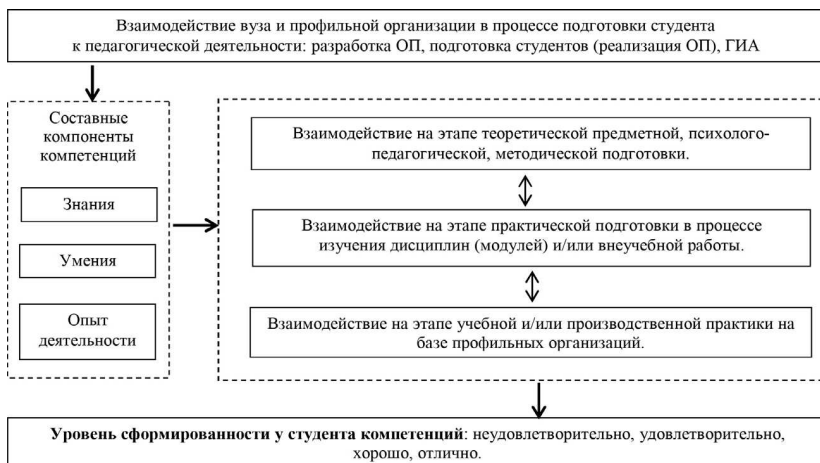 Взаимодействие вуза и профильной организации в процессе подготовки студента
к педагогической деятельности: разработка ОП, подготовка студентов (реализация ОП), ГИА
Составные
компоненты
компетенций
Знания
Умения
Опыт
деятельности
Взаимодействие на этапе теоретической предметной, психолого-
педагогической, методической подготовки.
Взаимодействие на этапе практической подготовки в процессе
изучения дисциплин (модулей) и/или внеучебной работы.
Взаимодействие на этапе учебной и/или производственной практики на
базе профильных организаций.
Уровень сформированности у студента компетенций: неудовлетворительно, удовлетворительно,
хорошо, отлично.